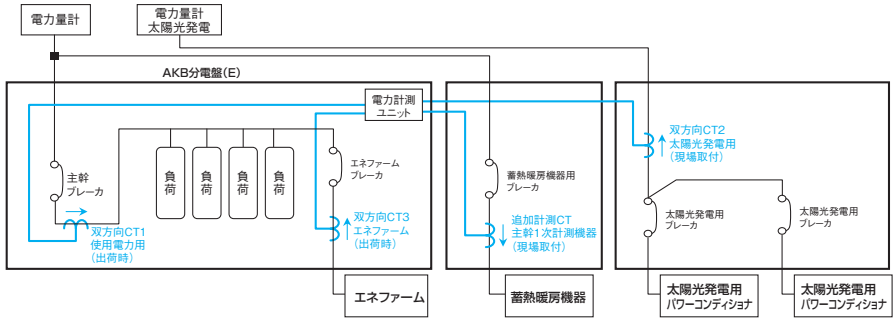 電力量計
電力量計
太陽光発電
AKB分電盤(E)
電力計測
ユニット
主幹
ブレーカ
負荷
負荷
負荷
負荷
エネファーム
ブレーカ
双方向CT1
使用電力用
(出荷時)
双方向CT3
エネファーム
(出荷時)
蓄熱暖房機器用
ブレーカ
追加計測CT
主幹1次計測機器
(現場取付)
双方向CT2
太陽光発電用
(現場取付)
太陽光発電用
ブレーカ
太陽光発電用
ブレーカ
エネファーム
蓄熱暖房機器
太陽光発電用
パワーコンディショナ
太陽光発電用
パワーコンディショナ